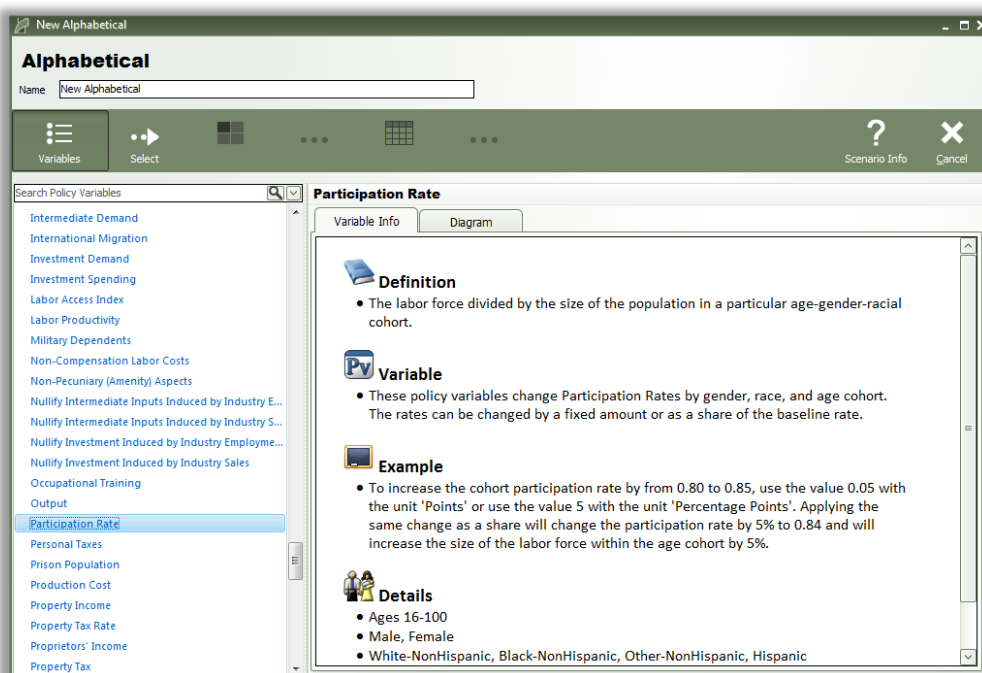 New Alphabetical
Alphabetical
Name New Alphabetical
Variables
Select
Scenario Info
Cancel
Search Policy Variables
Intermediate Demand
International Migration
Investment Demand
Investment Spending
Labor Access Index
Labor Productivity
Military Dependents
Non-Compensation Labor Costs
Non-Pecuniary (Amenity) Aspects
Nullify Intermediate Inputs Induced by Industry E...
Nullify Intermediate Inputs Induced by Industry S...
Nullify Investment Induced by Industry Employme...
Nullify Investment Induced by Industry Sales
Occupational Training
Output
Participation Rate
Personal Taxes
Prison Population
Production Cost
Property Income
Property Tax Rate
Proprietors' Income
Property Tax
Participation Rate
Variable Info
Diagram
Definition
• The labor force divided by the size of the population in a particular age-gender-racial
cohort.
Pv Variable
• These policy variables change Participation Rates by gender, race, and age cohort.
The rates can be changed by a fixed amount or as a share of the baseline rate.
Example
• To increase the cohort participation rate by from 0.80 to 0.85, use the value 0.05 with
the unit 'Points' or use the value 5 with the unit 'Percentage Points'. Applying the
same change as a share will change the participation rate by 5% to 0.84 and will
increase the size of the labor force within the age cohort by 5%.
Details
• Ages 16-100
• Male, Female
• White-NonHispanic, Black-NonHispanic, Other-NonHispanic, Hispanic